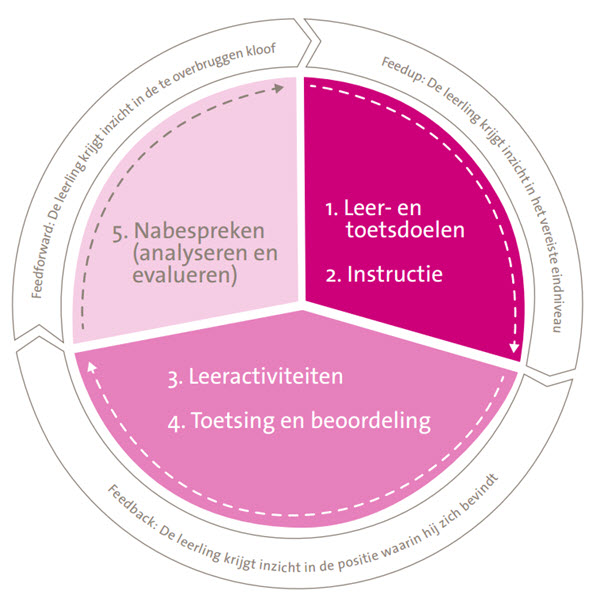 Feedup: De leerling krijgt inzicht in het vereiste eindniveau
1. Leer- en
toetsdoelen
2. Instructie
3. Leeractiviteiten
4. Toetsing en beoordeling
Feedback: De leerling krijgt inzicht in de positie waarin hij zich bevindt
5. Nabespreken
(analyseren en
evalueren)
Feedforward: De leerling krijgt inzicht in de te overbruggen kloof